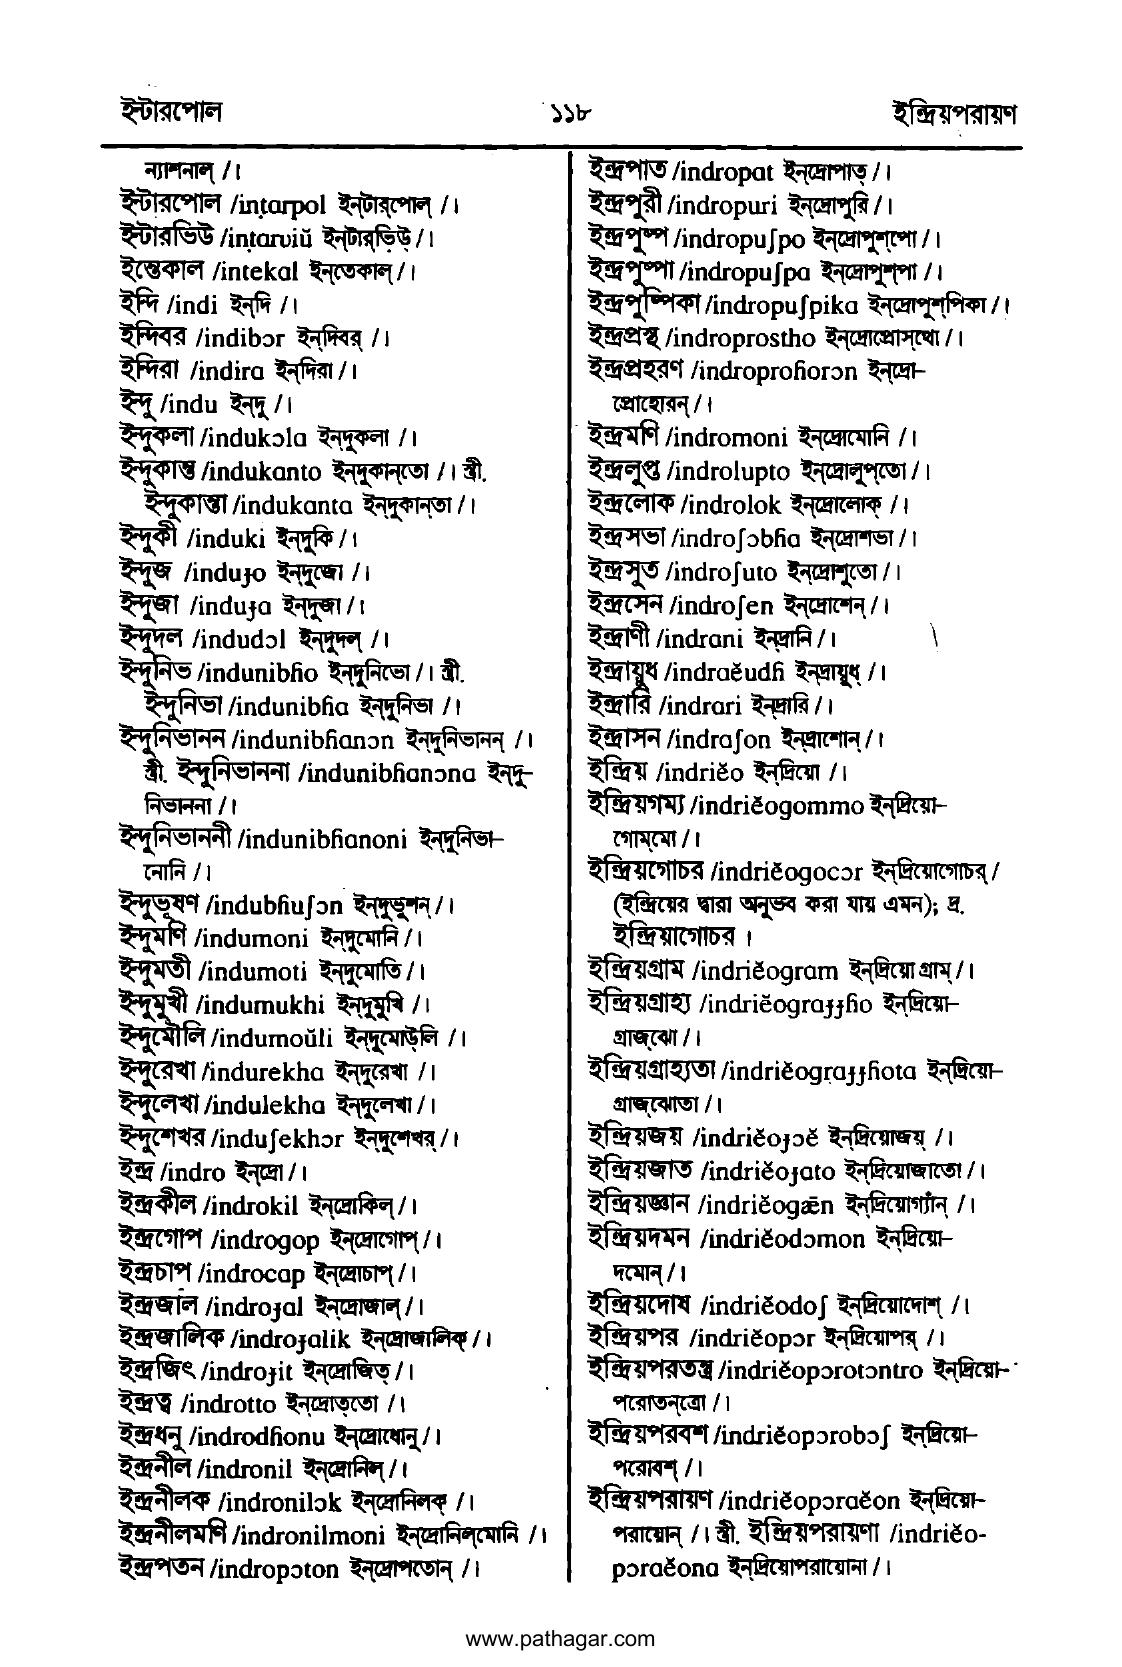 ইন্টারপোল ১১৮ ইন্দ্রিয়পরায়ণ
ন্যাশনাল্ /।
ইন্টারপোল /inṭarpol ইন্‌টার্‌পোল্ /।
ইন্টারভিউ /inṭarʋiŭ ইন্‌টার্‌ভিউ্ /।
ইন্তেকাল /intekal ইন্‌তেকাল্ /।
ইন্দি /indi ইন্‌দি /।
ইন্দিবর /indibɔr ইন্‌দিবর্ /।
ইন্দিরা /indira ইন্‌দিরা /।
ইন্দু /indu ইন্‌দু /।
ইন্দুকলা /indukɔla ইন্‌দুকলা /।
ইন্দুকান্ত /indukanto ইন্‌দুকান্‌তো /। স্ত্রী.
ইন্দুকান্তা /indukanta ইন্‌দুকান্‌তা /।
ইন্দুকী /induki ইন্‌দুকি /।
ইন্দুজ /induɟo ইন্‌দুজো /।
ইন্দুজা /induɟa ইন্‌দুজা /।
ইন্দুদল /indudɔl ইন্‌দুদল্ /।
ইন্দুনিভ /indunibɦo ইন্‌দুনিভো /। স্ত্রী.
ইন্দুনিভা /indunibɦa ইন্‌দুনিভা /।
ইন্দুনিভানন /indunibɦanɔn ইন্‌দুনিভানন্ /।
স্ত্রী. ইন্দুনিভাননা /indunibɦanɔna ইন্‌দু–
নিভাননা /।
ইন্দুনিভাননী /indunibɦanoni ইন্‌দুনিভা–
নোনি /।
ইন্দুভূষণ /indubɦuʃɔn ইন্‌দুভূশন্ /।
ইন্দুমণি /indumoni ইন্‌দুমোনি /।
ইন্দুমতী /indumoti ইন্‌দুমোতি /।
ইন্দুমুখী /indumukhi ইন্‌দুমুখি /।
ইন্দুমৌলি /indumoŭli ইন্‌দুমোউ্‌লি /।
ইন্দুরেখা /indurekha ইন্‌দুরেখা /।
ইন্দুলেখা /indulekha ইন্‌দুলেখা /।
ইন্দুশেখর /induʃekhɔr ইন্‌দুশেখর্ /।
ইন্দ্র /indro ইন্‌দ্রো /।
ইন্দ্রকীল /indrokil ইন্‌দ্রোকিল্ /।
ইন্দ্রগোপ /indrogop ইন্‌দ্রোগোপ্ /।
ইন্দ্রচাপ /indrocap ইন্‌দ্রোচাপ্ /।
ইন্দ্রজাল /indroɟal ইন্‌দ্রোজাল্ /।
ইন্দ্রজালিক /indroɟalik ইন্‌দ্রোজালিক্ /।
ইন্দ্রজিৎ /indroɟit ইন্‌দ্রোজিত্ /।
ইন্দ্রত্ব /indrotto ইন্‌দ্রোত্‌তো /।
ইন্দ্রধনু /indrodɦonu ইন্‌দ্রোধোনু /।
ইন্দ্রনীল /indronil ইন্‌দ্রোনিল্ /।
ইন্দ্রনীলক /indronilɔk ইন্‌দ্রোনিলক্ /।
ইন্দ্রনীলমণি /indronilmoni ইন্‌দ্রোনিল্‌মোনি /।
ইন্দ্রপতন /indropɔton ইন্‌দ্রোপতোন্ /।
ইন্দ্রপাত /indropat ইন্‌দ্রোপাত্ /।
ইন্দ্রপুরী /indropuri ইন্‌দ্রোপুরি /।
ইন্দ্রপুষ্প /indropuʃpo ইন্‌দ্রোপুশ্‌পো /।
ইন্দ্রপুষ্পা /indropuʃpa ইন্‌দ্রোপুশ্‌পা /।
ইন্দ্রপুষ্পিকা /indropuʃpika ইন্‌দ্রোপুশ্‌পিকা /।
ইন্দ্রপ্রস্থ /indroprostho ইন্‌দ্রোপ্রোস্‌থো /।
ইন্দ্রপ্রহরণ /indroproɦorɔn ইন্‌দ্রো–
প্রোহোরন্ /।
ইন্দ্রমণি /indromoni ইন্‌দ্রোমোনি /।
ইন্দ্রলুপ্ত /indrolupto ইন্‌দ্রোলুপ্‌তো /।
ইন্দ্রলোক /indrolok ইন্‌দ্রোলোক্ /।
ইন্দ্রসভা /indroʃɔbɦa ইন্‌দ্রোশভা /।
ইন্দ্রসুত /indroʃuto ইন্‌দ্রোশুতো /।
ইন্দ্রসেন /indroʃen ইন্‌দ্রোশেন্ /।
ইন্দ্রাণী /indrani ইন্‌দ্রানি /।
ইন্দ্রায়ুধ /indraĕudɦ ইন্‌দ্রায়ুধ্ /।
ইন্দ্রারি /indrari ইন্‌দ্রারি /।
ইন্দ্রাসন /indraʃon ইন্‌দ্রাশোন্ /।
ইন্দ্রিয় /indriĕo ইন্‌দ্রিয়ো /।
ইন্দ্রিয়গম্য /indriĕogommo ইন্‌দ্রিয়ো–
গোম্‌মো /।
ইন্দ্রিয়গোচর /indriĕogocɔr ইন্‌দ্রিয়োগোচর্ /
(ইন্দ্রিয়ের দ্বারা অনুভব করা যায় এমন); দ্র.
ইন্দ্রিয়াগোচর ।
ইন্দ্রিয়গ্রাম /indriĕogram ইন্‌দ্রিয়ো গ্রাম্ /।
ইন্দ্রিয়গ্রাহ্য /indriĕograɟɟɦo ইন্‌দ্রিয়ো–
গ্রাজ্‌ঝো /।
ইন্দ্রিয়গ্রাহ্যতা /indriĕograɟɟɦota ইন্‌দ্রিয়ো–
গ্রাজ্‌ঝোতা /।
ইন্দ্রিয়জয় /indriĕoɟɔĕ ইন্‌দ্রিয়োজয়্ /।
ইন্দ্রিয়জাত /indriĕoɟato ইন্‌দ্রিয়োজাতো /।
ইন্দ্রিয়জ্ঞান /indriĕogæ̃n ইন্‌দ্রিয়োগ্যাঁন্ /।
ইন্দ্রিয়দমন /indriĕodɔmon ইন্‌দ্রিয়ো–
দমোন্ /।
ইন্দ্রিয়দোষ /indriĕodoʃ ইন্‌দ্রিয়োদোশ্ /।
ইন্দ্রিয়পর /indriĕopɔr ইন্‌দ্রিয়োপর্ /।
ইন্দ্রিয়পরতন্ত্র /indriĕopɔrotɔntro ইন্‌দ্রিয়ো–
পরোতন্‌ত্রো /।
ইন্দ্রিয়পরবশ /indriĕopɔrobɔʃ ইন্‌দ্রিয়ো–
পরোবশ্ /।
ইন্দ্রিয়পরায়ণ /indriĕopɔraĕon ইন্‌দ্রিয়ো–
পরায়োন্ /। স্ত্রী. ইন্দ্রিয়পরায়ণা /indriĕo-
pɔraĕona ইন্‌দ্রিয়োপরায়োনা /।
www.pathagar.com